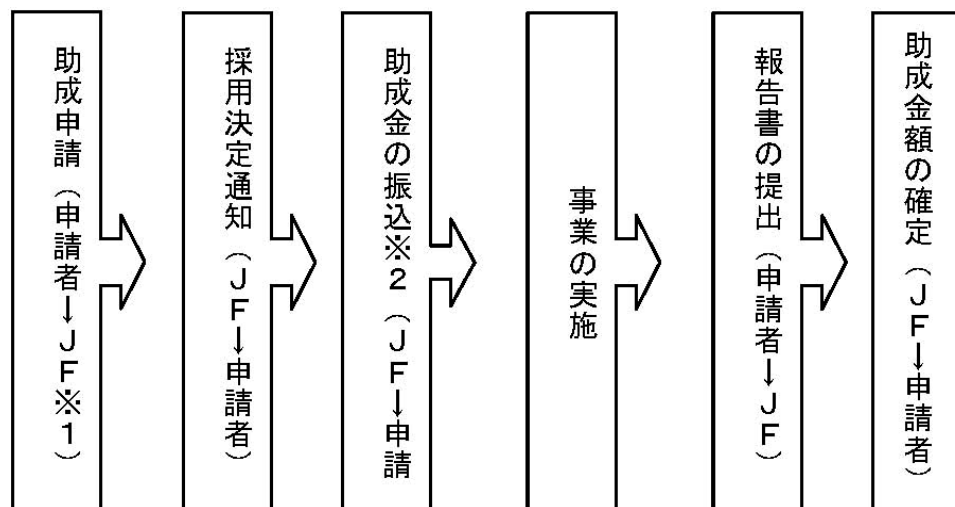 助成申請（申請者→JF※1）
採用決定通知（JF→申請者）
助成金の振込※2（JF→申請
事業の実施
報告書の提出（申請者→JF）
助成金額の確定（JF→申請者）